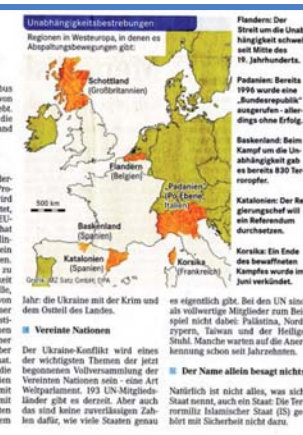 Unabhängigkeitsbestrebungen
Regionen in Westeuropa, in denen es
Abspaltungsbewegungen gibt:
Schottland
(Großbritannien)
Flandern
(Belgien)
Padanien
(Po-Ebene,
Italien)
500 km
Baskenland
(Spanien)
Katalonien
(Spanien)
Korsika
(Frankreich)
Grafik: MZ Satz GmbH, DPA
Flandern: Der
Streit um die Unab
hängigkeit schwel
seit Mitte des
19. Jahrhunderts.
Padanien: Bereits
1996 wurde eine
„Bundesrepublik"
ausgerufen - aller-
dings ohne Erfolg.
Baskenland: Beim
Kampf um die Un-
abhängigkeit gab
es bereits 830 Ter-
roropfer.
Katalonien: Der Re
gierungschef will
ein Referendum
durchsetzen.
Korsika: Ein Ende
des bewaffneten
Kampfes wurde im
Juni verkündet.
Jahr: die Ukraine mit der Krim und
dem Ostteil des Landes.
Vereinte Nationen
Der Ukraine-Konflikt wird eines
der wichtigsten Themen der jetzt
begonnenen Vollversammlung der
Vereinten Nationen sein - eine Art
Weltparlament. 193 UN-Mitglieds-
länder gibt es derzeit. Aber auch
das sind keine zuverlässigen Zah-
len dafür, wie viele Staaten genau
es eigentlich gibt. Bei den UN sind
als vollwertige Mitglieder zum Bei
spiel nicht dabei: Palästina, Nord
zypern, Taiwan und der Heilige
Stuhl. Manche warten auf die Aner
kennung schon seit Jahrzehnten.
Der Name allein besagt nichts
Natürlich ist nicht alles, was sich
Staat nennt, auch ein Staat: Die Ter
rormiliz Islamischer Staat (IS) ge
bört mit Sicherheit nicht dazu.